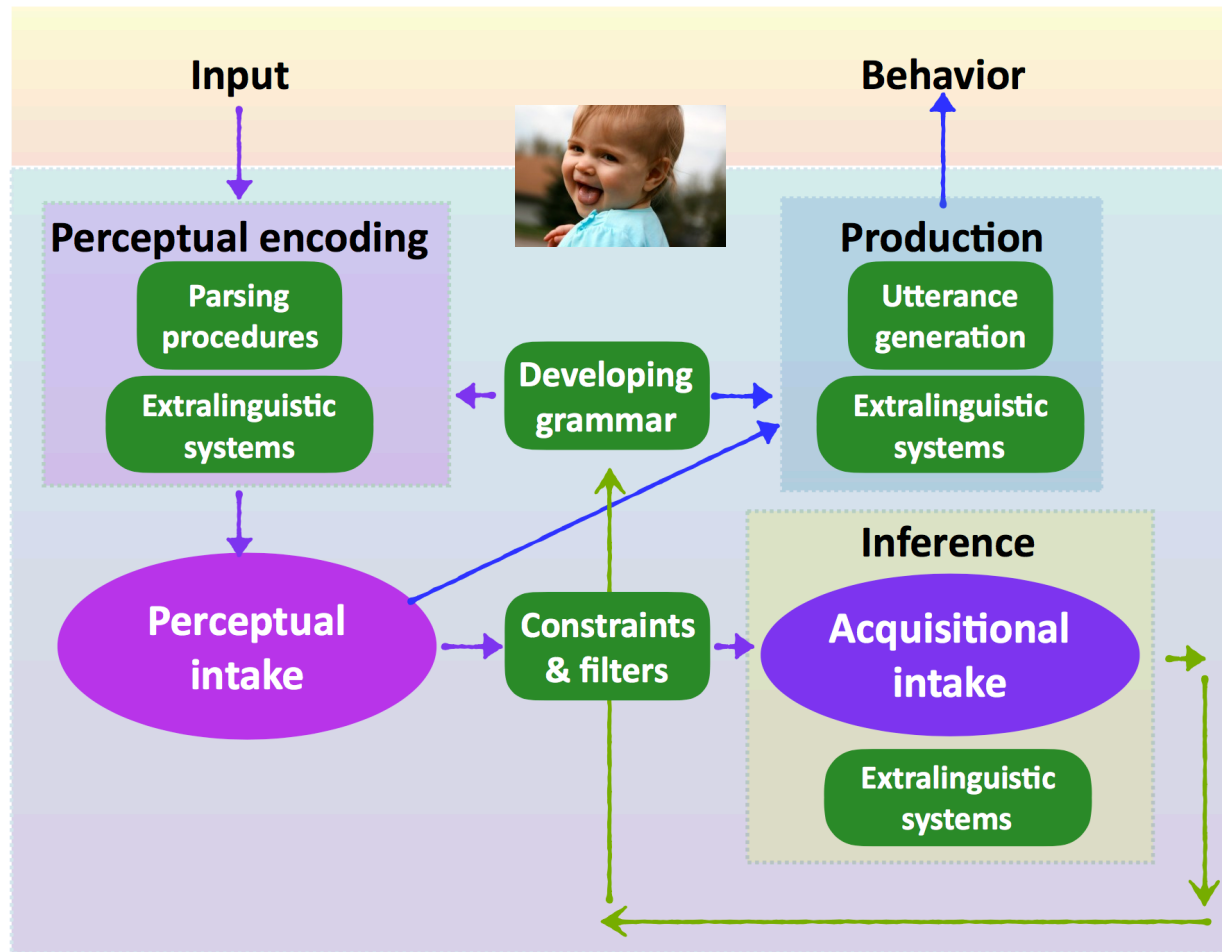 Input
Behavior
Perceptual encoding
Parsing
procedures
Extralinguistic
systems
Production
Utterance
generation
Extralinguistic
systems
Developing
grammar
Perceptual
intake
Constraints
& filters
Inference
Acquisitional
intake
Extralinguistic
systems